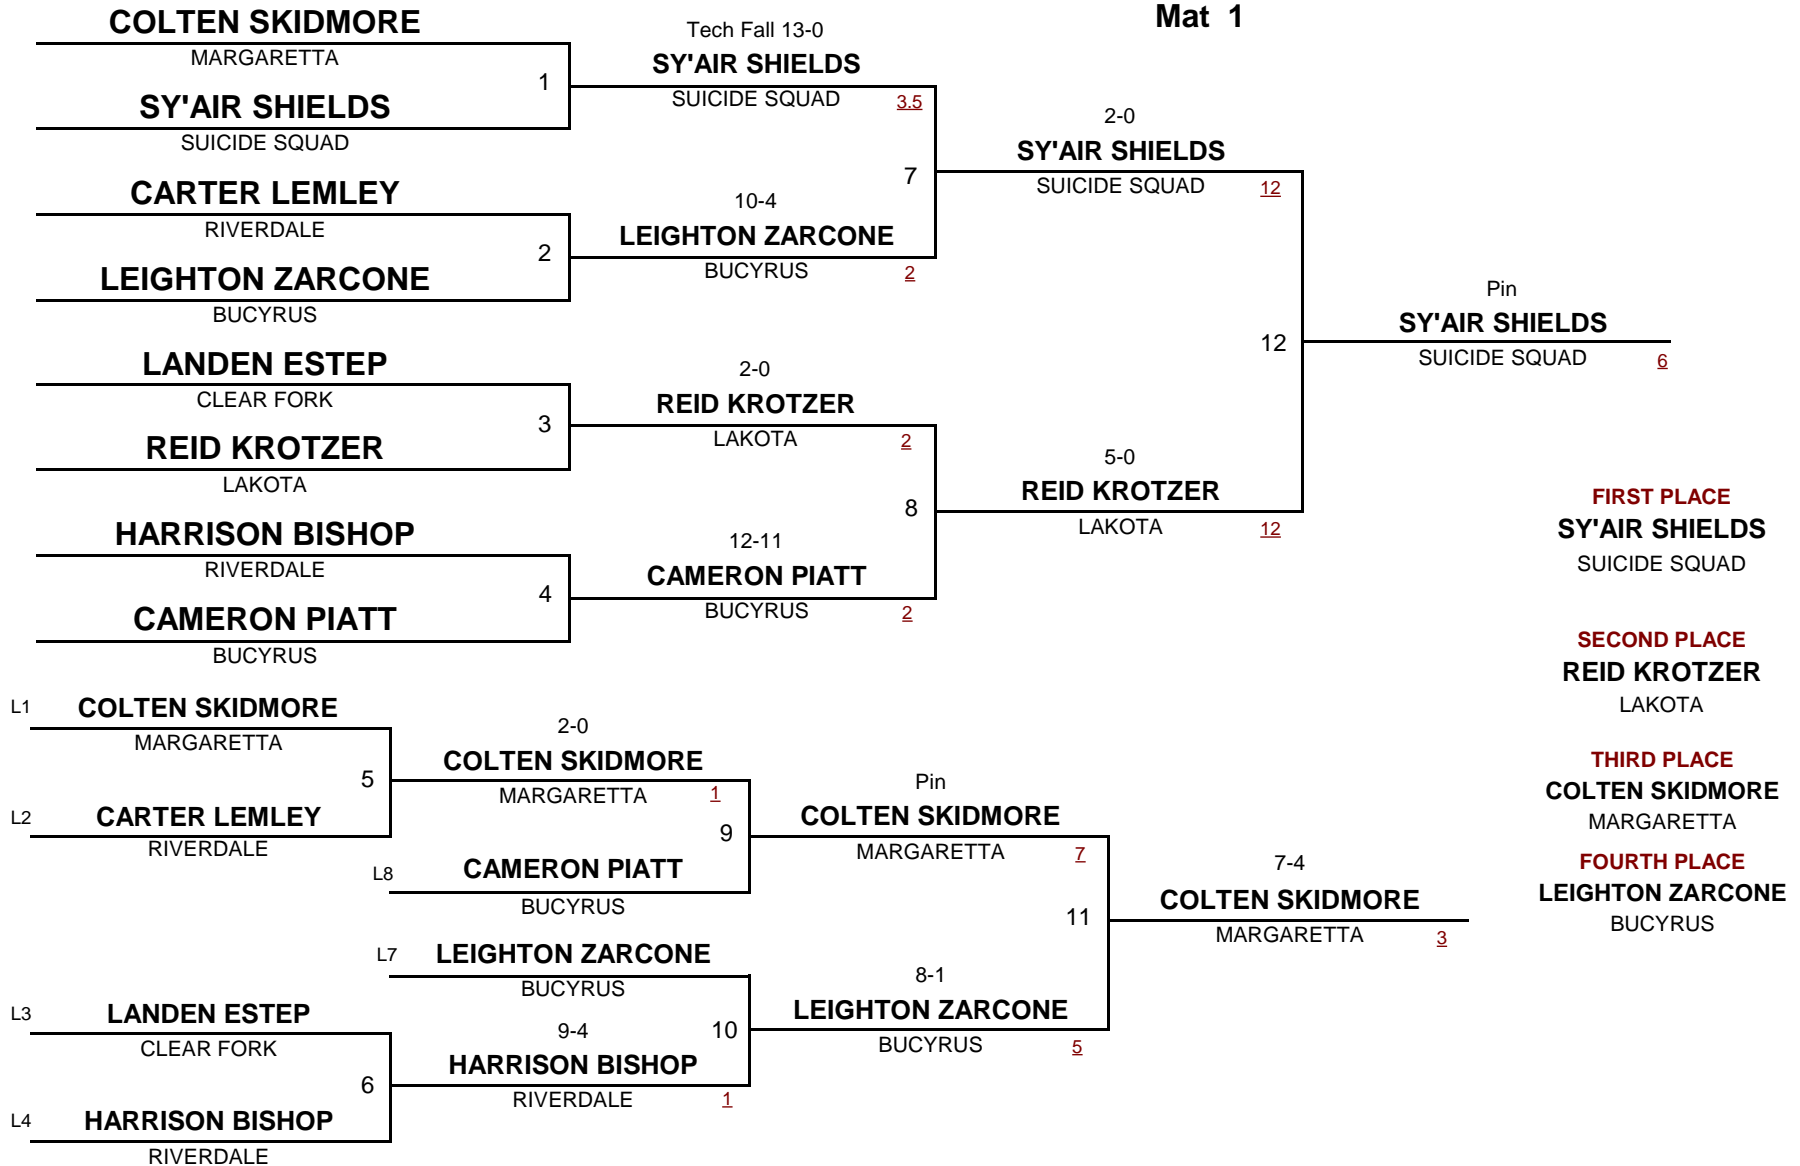 Mat 1
COLTEN SKIDMORE
MARGARETTA
1
SY'AIR SHIELDS
SUICIDE SQUAD
CARTER LEMLEY
RIVERDALE
2
LEIGHTON ZARCONE
BUCYRUS
LANDEN ESTEP
CLEAR FORK
3
REID KROTZER
LAKOTA
HARRISON BISHOP
RIVERDALE
4
CAMERON PIATT
BUCYRUS
Tech Fall 13-0
SY'AIR SHIELDS
SUICIDE SQUAD 3.5
7
10-4
LEIGHTON ZARCONE
BUCYRUS 2
2-0
REID KROTZER
LAKOTA 2
8
12-11
CAMERON PIATT
BUCYRUS 2
2-0
SY'AIR SHIELDS
SUICIDE SQUAD 12
12
5-0
REID KROTZER
LAKOTA 12
Pin
SY'AIR SHIELDS
SUICIDE SQUAD 6
FIRST PLACE
SY'AIR SHIELDS
SUICIDE SQUAD
SECOND PLACE
REID KROTZER
LAKOTA
THIRD PLACE
COLTEN SKIDMORE
MARGARETTA
FOURTH PLACE
LEIGHTON ZARCONE
BUCYRUS
L1 COLTEN SKIDMORE
MARGARETTA
5
L2 CARTER LEMLEY
RIVERDALE
L3 LANDEN ESTEP
CLEAR FORK
6
L4 HARRISON BISHOP
RIVERDALE
2-0
COLTEN SKIDMORE
MARGARETTA 1
9
L8 CAMERON PIATT
BUCYRUS
L7 LEIGHTON ZARCONE
BUCYRUS
9-4 10
HARRISON BISHOP
RIVERDALE 1
Pin
COLTEN SKIDMORE
MARGARETTA 7
11
8-1
LEIGHTON ZARCONE
BUCYRUS 5
7-4
COLTEN SKIDMORE
MARGARETTA 3